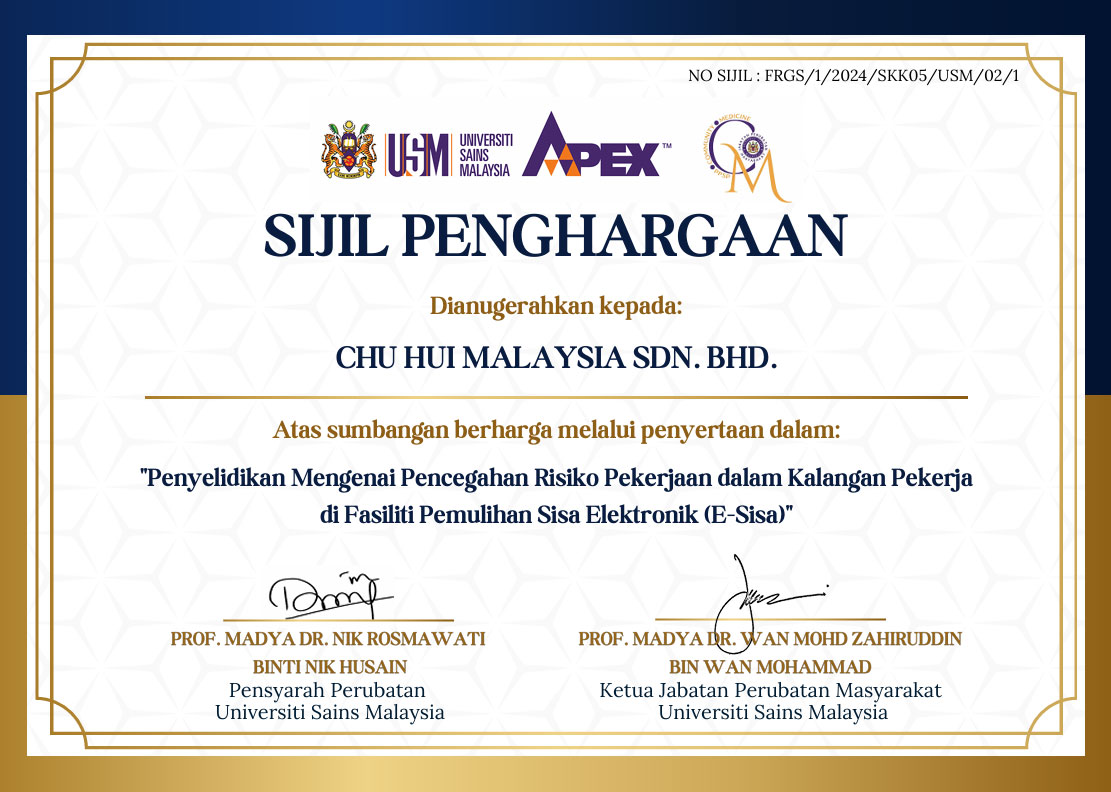 NO SIJIL : FRGS/1/2024/SKK05/USM/02/1
USM
UNIVERSITI
SAINS
MALAYSIA
APEX™
COMMUNITY MEDICINE
PPSP
SIJIL PENGHARGAAN
Dianugerahkan kepada:
CHU HUI MALAYSIA SDN. BHD.
Atas sumbangan berharga melalui penyertaan dalam:
"Penyelidikan Mengenai Pencegahan Risiko Pekerjaan dalam Kalangan Pekerja
di Fasiliti Pemulihan Sisa Elektronik (E-Sisa)"
PROF. MADYA DR. NIK ROSMAWATI
BINTI NIK HUSAIN
Pensyarah Perubatan
Universiti Sains Malaysia
PROF. MADYA DR. WAN MOHD ZAHIRUDDIN
BIN WAN MOHAMMAD
Ketua Jabatan Perubatan Masyarakat
Universiti Sains Malaysia